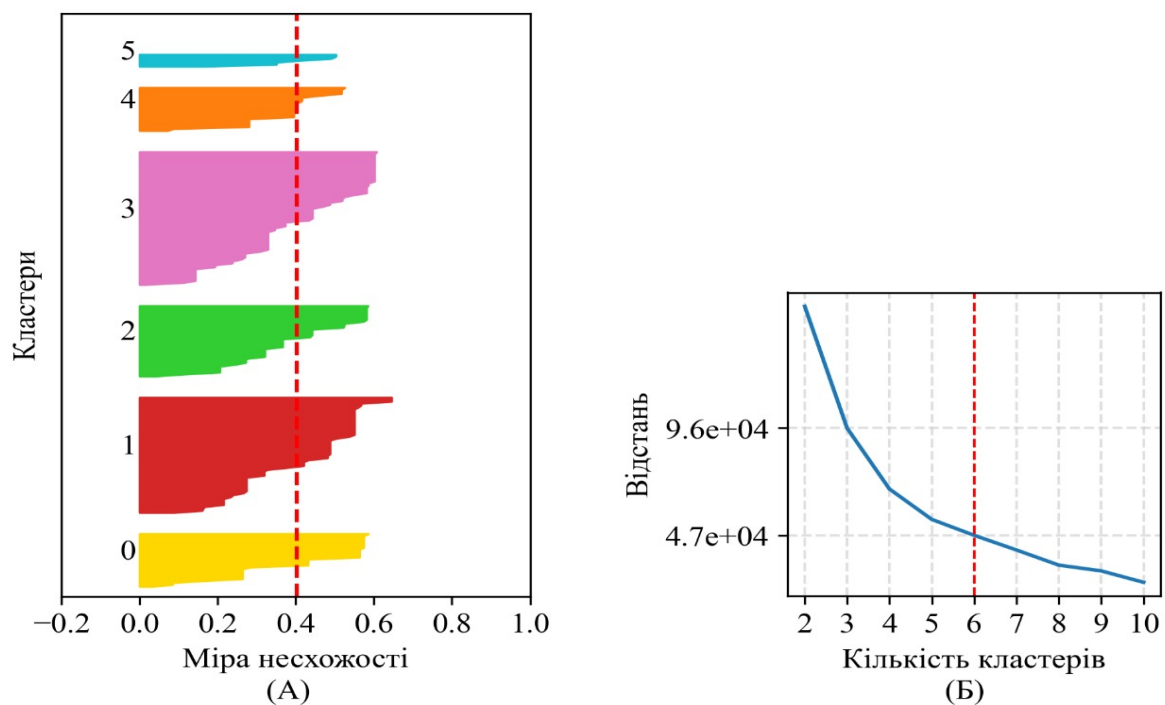 5
4
3
2
1
0
Кластери
−0.2 0.0 0.2 0.4 0.6 0.8 1.0
Міра несхожості
(А)
9.6e+04
4.7e+04
Відстань
2 3 4 5 6 7 8 9 10
Кількість кластерів
(Б)